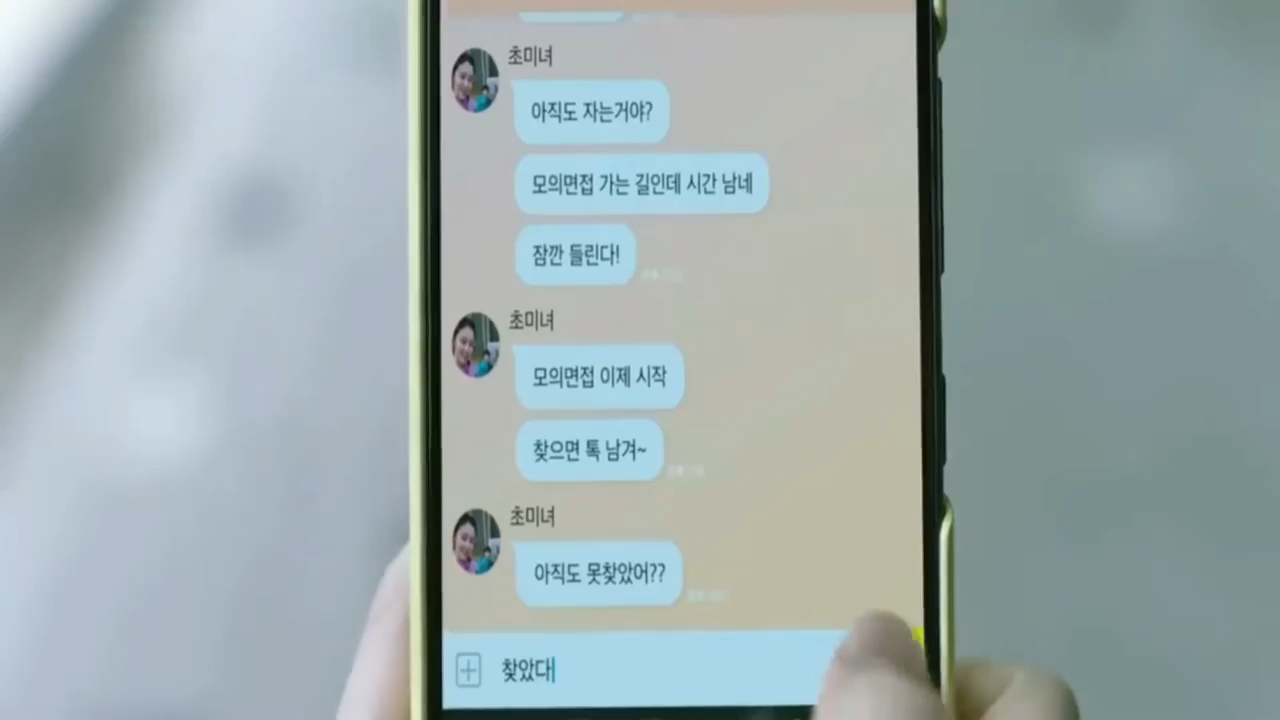 초미녀
아직도 자는거야?
모의면접 가는 길인데 시간 남네
잠깐 들린다!
초미녀
모의면접 이제 시작
찾으면 톡 남겨~
초미녀
아직도 못찾았어??
찾았다